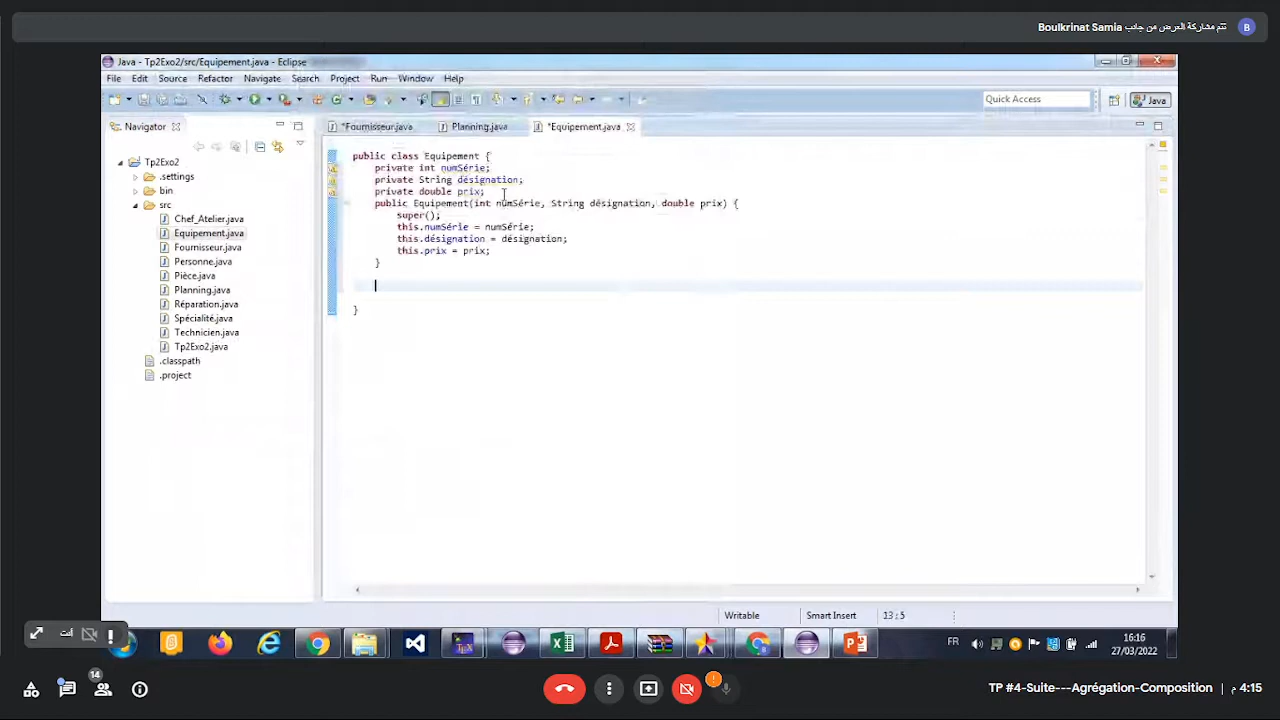 Boulkrinat Samia تتم مشاركة العرض من جانب
B
Java - Tp2Exo2/src/Equipement.java - Eclipse
File Edit Source Refactor Navigate Search Project Run Window Help
Quick Access
Java
Navigator
*Fournisseur.java
Planning.java
*Equipement.java
Tp2Exo2
.settings
bin
src
Chef_Atelier.java
Equipement.java
Fournisseur.java
Personne.java
Pièce.java
Planning.java
Réparation.java
Spécialité.java
Technicien.java
Tp2Exo2.java
.classpath
.project
public class Equipement {
private int numSérie;
private String désignation;
private double prix;
public Equipement(int numSérie, String désignation, double prix) {
super();
this.numSérie = numSérie;
this.désignation = désignation;
this.prix = prix;
}
}
Writable
Smart Insert
13 : 5
أنت
FR
16:16
27/03/2022
14
TP #4-Suite---Agrégation-Composition | 4:15 م